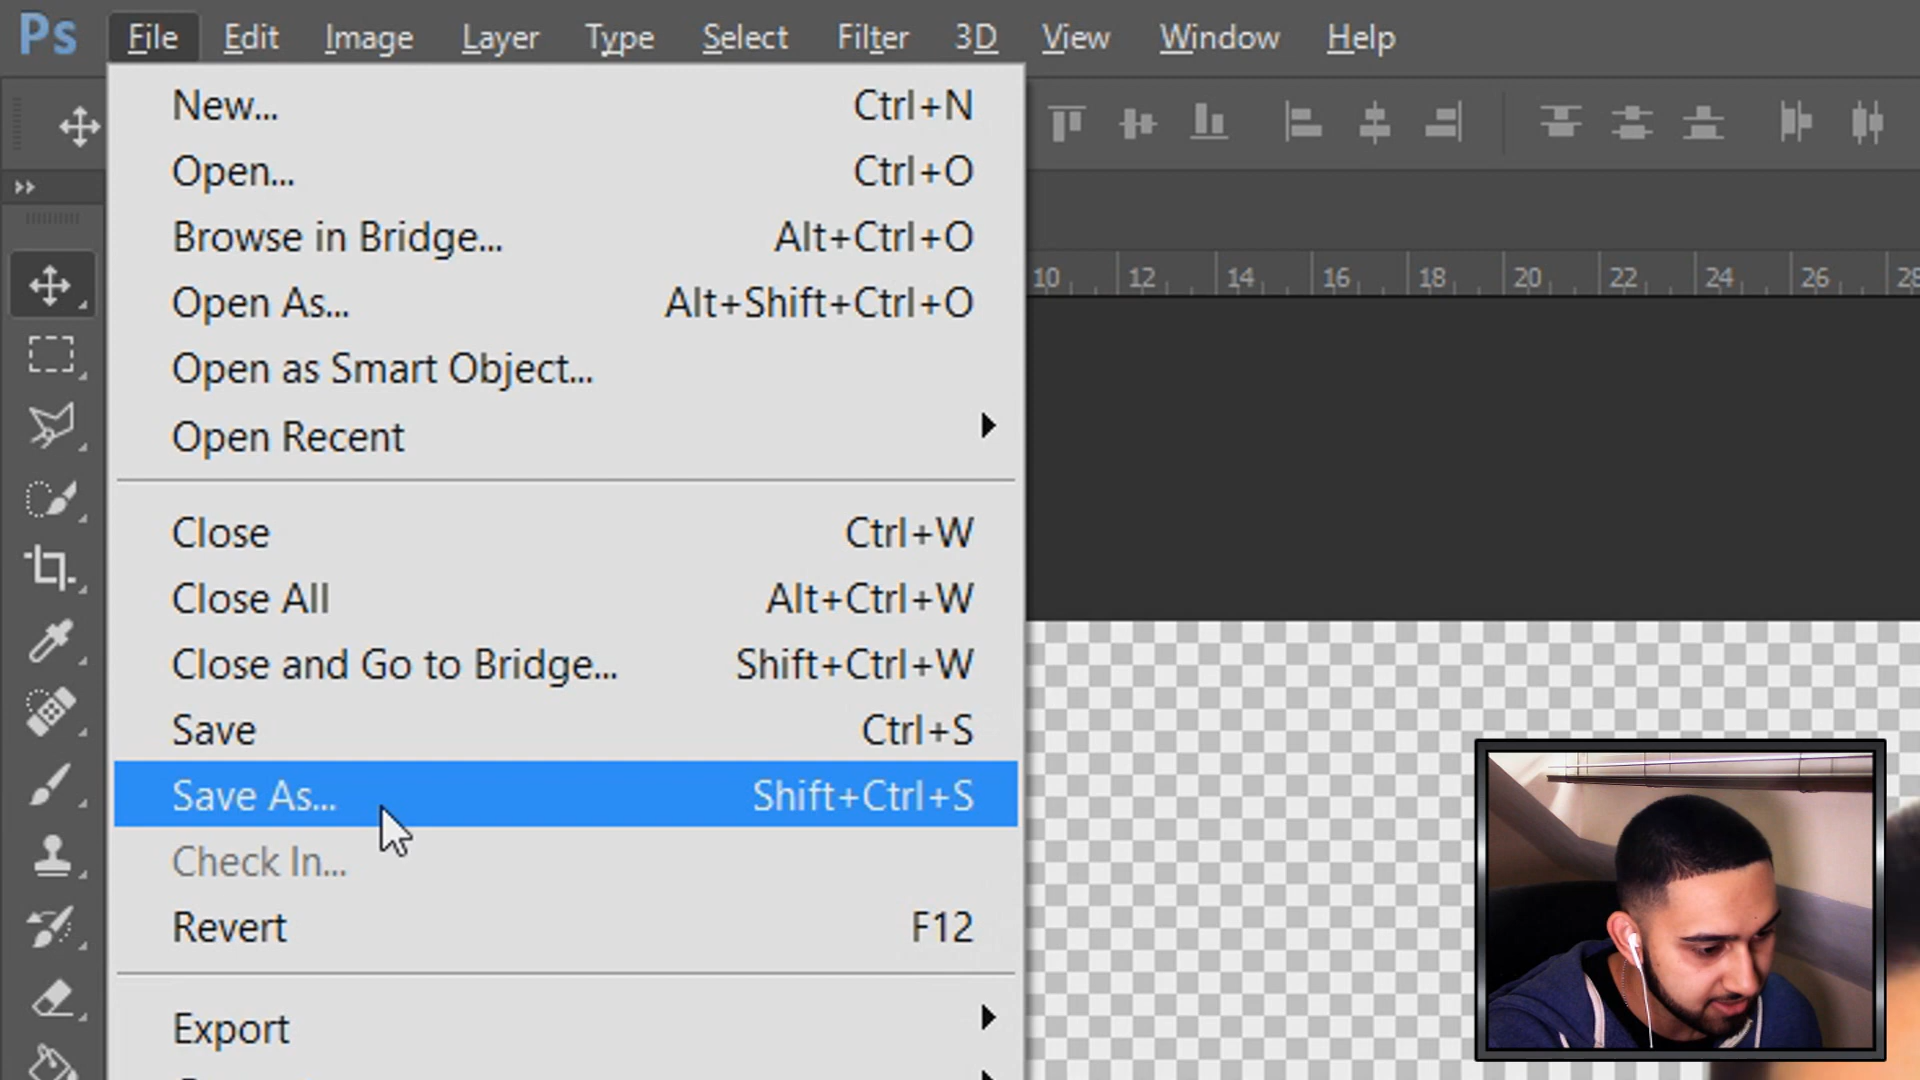 Ps File Edit Image Layer Type Select Filter 3D View Window Help
New... Ctrl+N
Open... Ctrl+O
Browse in Bridge... Alt+Ctrl+O
Open As... Alt+Shift+Ctrl+O
Open as Smart Object...
Open Recent
Close Ctrl+W
Close All Alt+Ctrl+W
Close and Go to Bridge... Shift+Ctrl+W
Save Ctrl+S
Save As... Shift+Ctrl+S
Check In...
Revert F12
Export
10 12 14 16 18 20 22 24 26 28